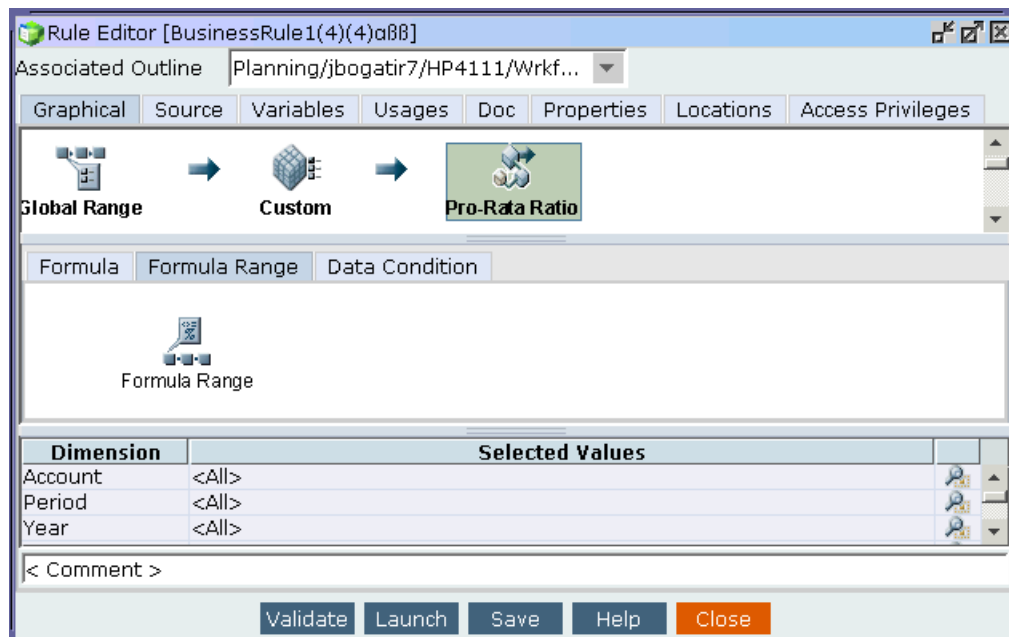 Rule Editor [BusinessRule1(4)(4)αßß]
Associated Outline Planning/jbogatir7/HP4111/Wrkf...
Graphical Source Variables Usages Doc Properties Locations Access Privileges
Global Range Custom Pro-Rata Ratio
Formula Formula Range Data Condition
Formula Range
Dimension Selected Values
Account <All>
Period <All>
Year <All>
< Comment >
Validate Launch Save Help Close